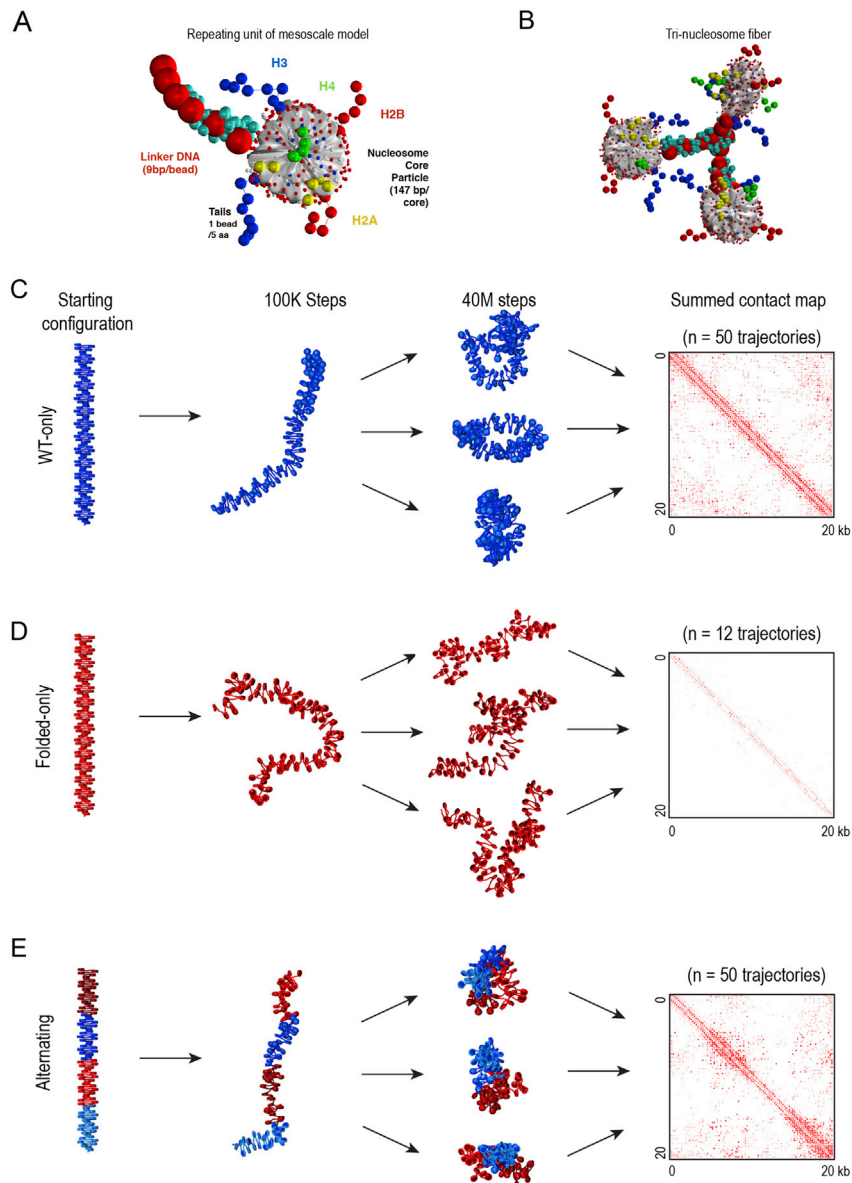 A
Repeating unit of mesoscale model
H3
H4
H2B
Linker DNA
(9bp/bead)
Nucleosome
Core
Particle
(147 bp/
core)
Tails
1 bead
/5 aa
H2A
B
Tri-nucleosome fiber
C
Starting
configuration
100K Steps
40M steps
Summed contact map
(n = 50 trajectories)
WT-only
0
20
0
20 kb
D
(n = 12 trajectories)
Folded-only
0
20
0
20 kb
E
(n = 50 trajectories)
Alternating
0
20
0
20 kb